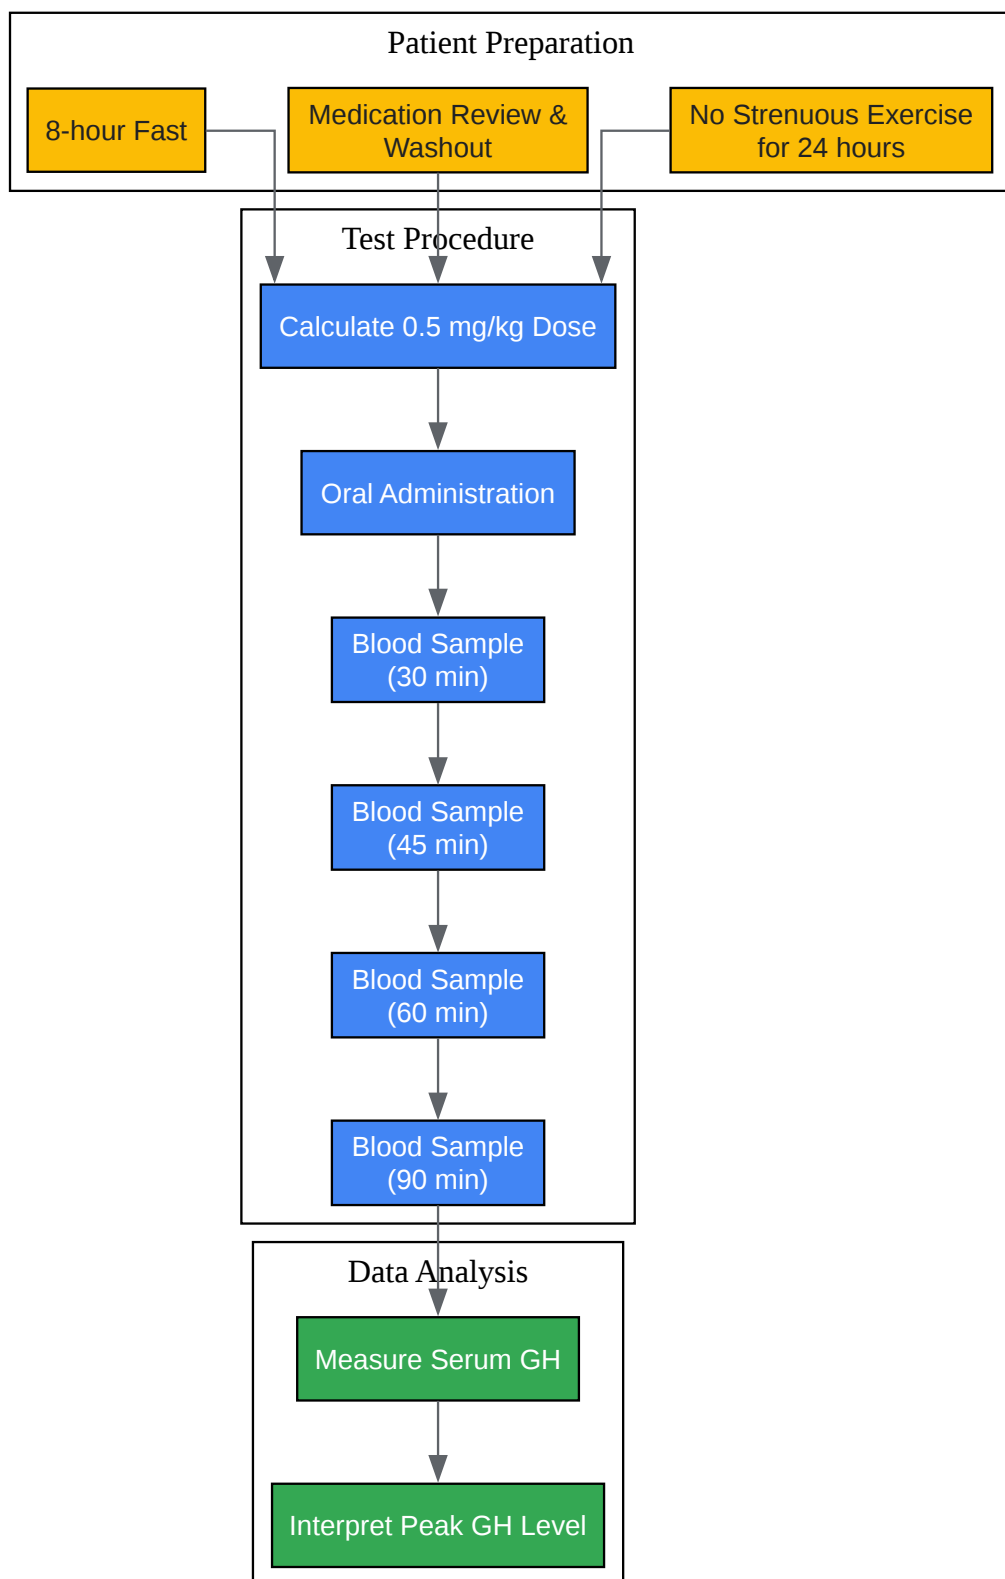 Patient Preparation
8-hour Fast
Medication Review &
Washout
No Strenuous Exercise
for 24 hours
Test Procedure
Calculate 0.5 mg/kg Dose
Oral Administration
Blood Sample
(30 min)
Blood Sample
(45 min)
Blood Sample
(60 min)
Blood Sample
(90 min)
Data Analysis
Measure Serum GH
Interpret Peak GH Level